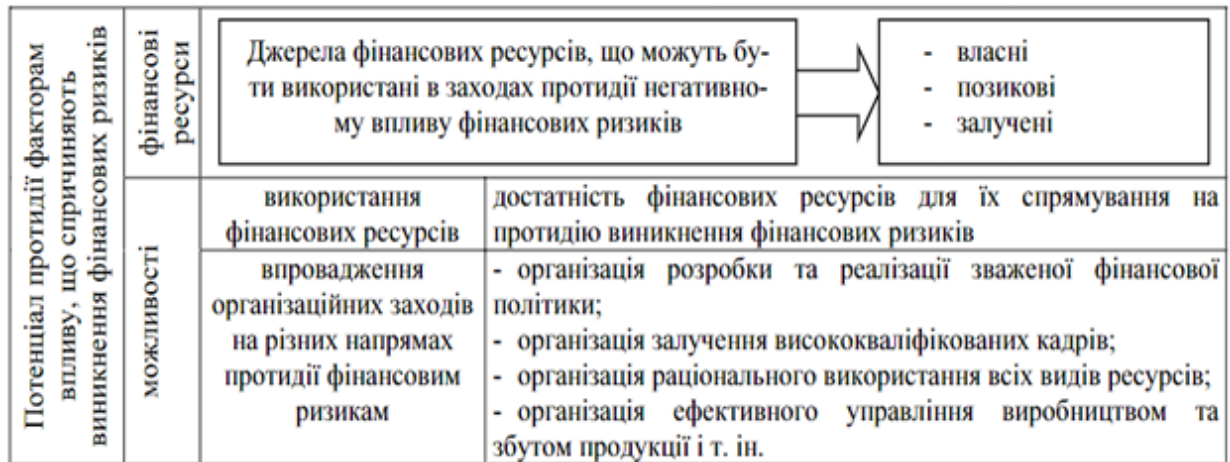 Потенціал протидії факторам
впливу, що спричиняють
виникнення фінансових ризиків
фінансові
ресурси
Джерела фінансових ресурсів, що можуть бу-
ти використані в заходах протидії негативно-
му впливу фінансових ризиків
- власні
- позикові
- залучені
можливості
використання
фінансових ресурсів
достатність фінансових ресурсів для їх спрямування на
протидію виникнення фінансових ризиків
впровадження
організаційних заходів
на різних напрямах
протидії фінансовим
ризикам
- організація розробки та реалізації зваженої фінансової
політики;
- організація залучення висококваліфікованих кадрів;
- організація раціонального використання всіх видів ресурсів;
- організація ефективного управління виробництвом та
збутом продукції і т. ін.